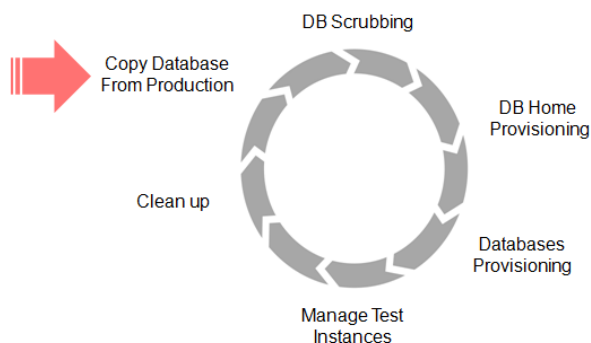 DB Scrubbing
Copy Database
From Production
DB Home
Provisioning
Clean up
Databases
Provisioning
Manage Test
Instances